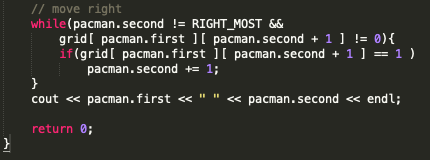 // move right
while(pacman.second != RIGHT_MOST &&
grid[ pacman.first ][ pacman.second + 1 ] != 0){
if(grid[ pacman.first ][ pacman.second + 1 ] == 1 )
pacman.second += 1;
}
cout << pacman.first << " " << pacman.second << endl;
return 0;
}